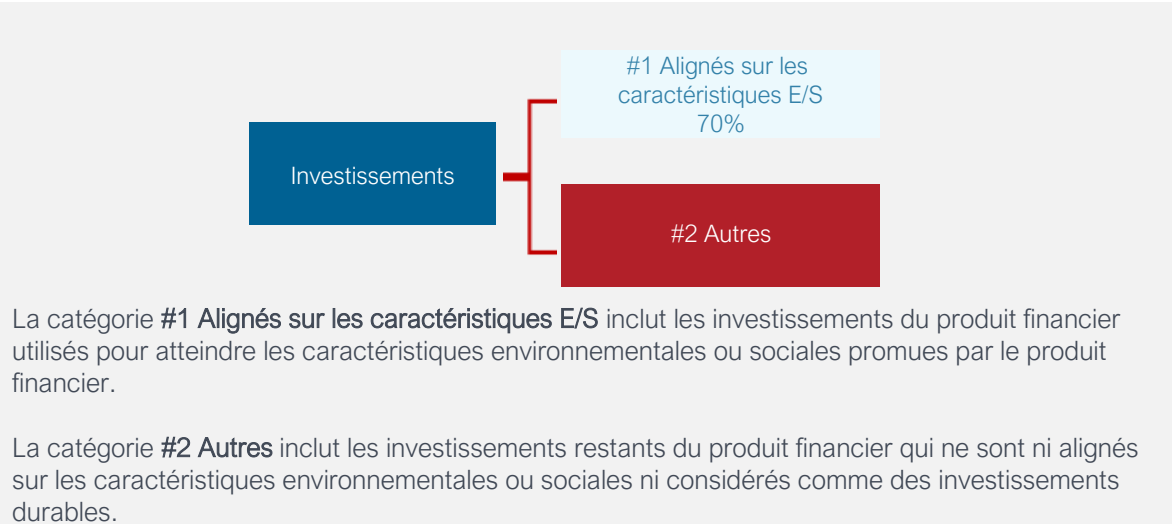 #1 Alignés sur les
caractéristiques E/S
70%
Investissements
#2 Autres
La catégorie #1 Alignés sur les caractéristiques E/S inclut les investissements du produit financier
utilisés pour atteindre les caractéristiques environnementales ou sociales promues par le produit
financier.
La catégorie #2 Autres inclut les investissements restants du produit financier qui ne sont ni alignés
sur les caractéristiques environnementales ou sociales ni considérés comme des investissements
durables.